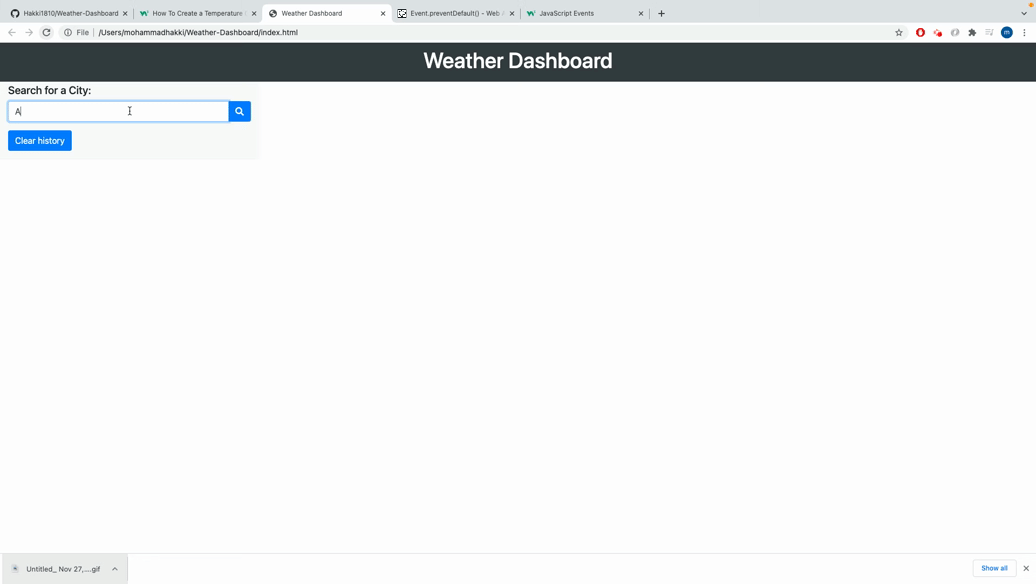 Hakki1810/Weather-Dashboard
How To Create a Temperature
Weather Dashboard
Event.preventDefault() - Web
JavaScript Events
File
/Users/mohammadhakki/Weather-Dashboard/index.html
m
Weather Dashboard
Search for a City:
A
Clear history
Untitled_ Nov 27,....gif
Show all